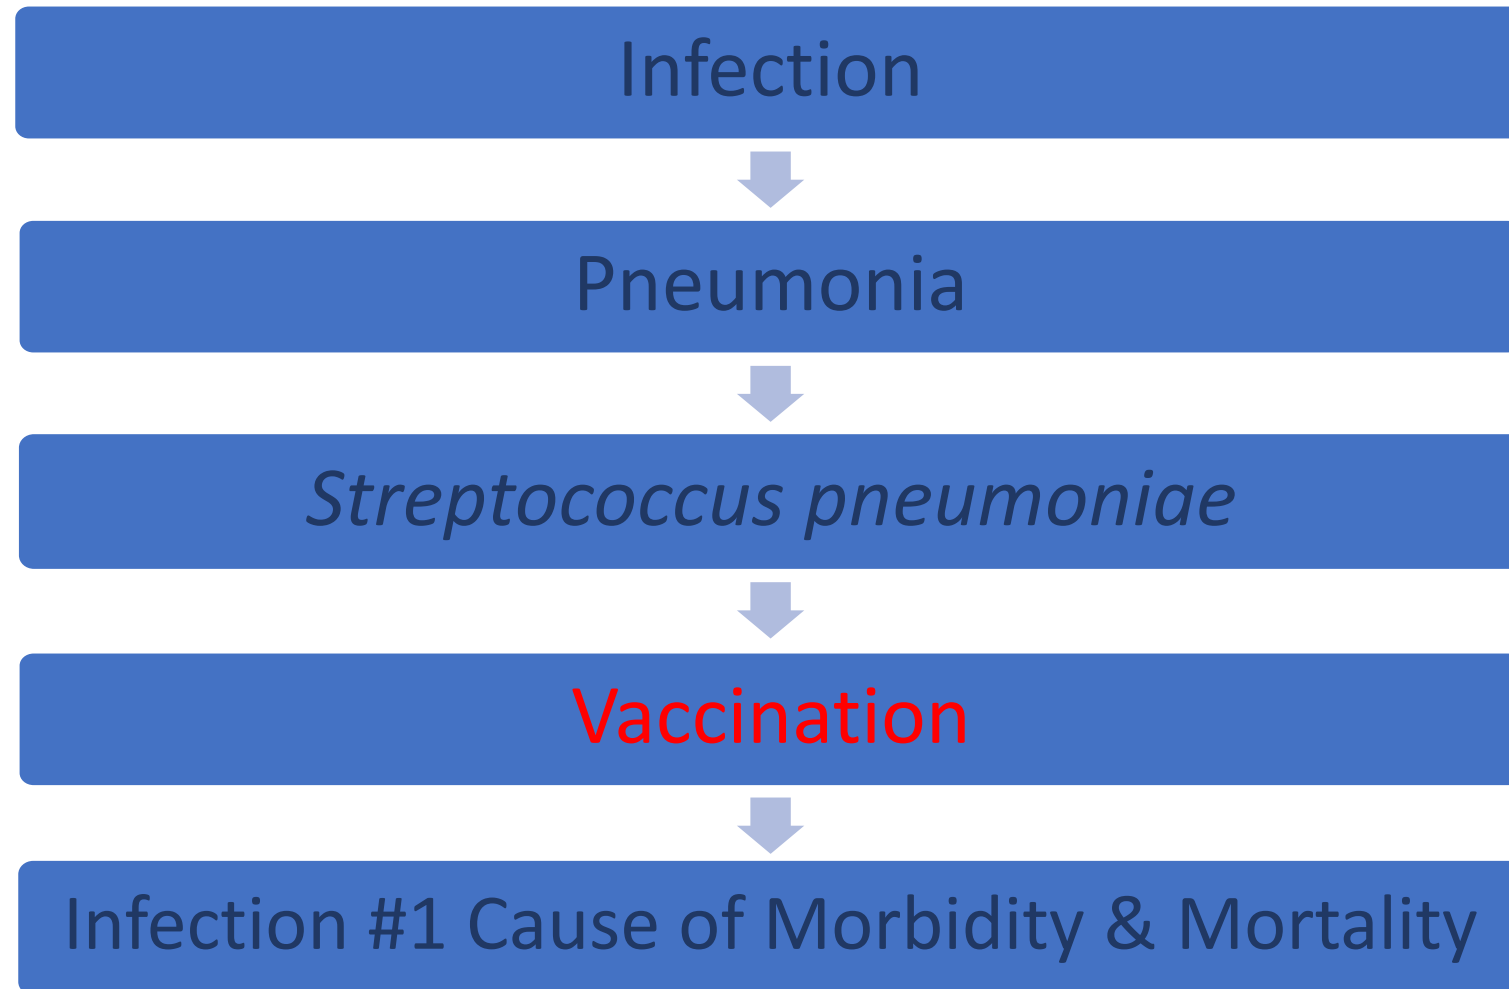 Infection
Pneumonia
Streptococcus pneumoniae
Vaccination
Infection #1 Cause of Morbidity & Mortality